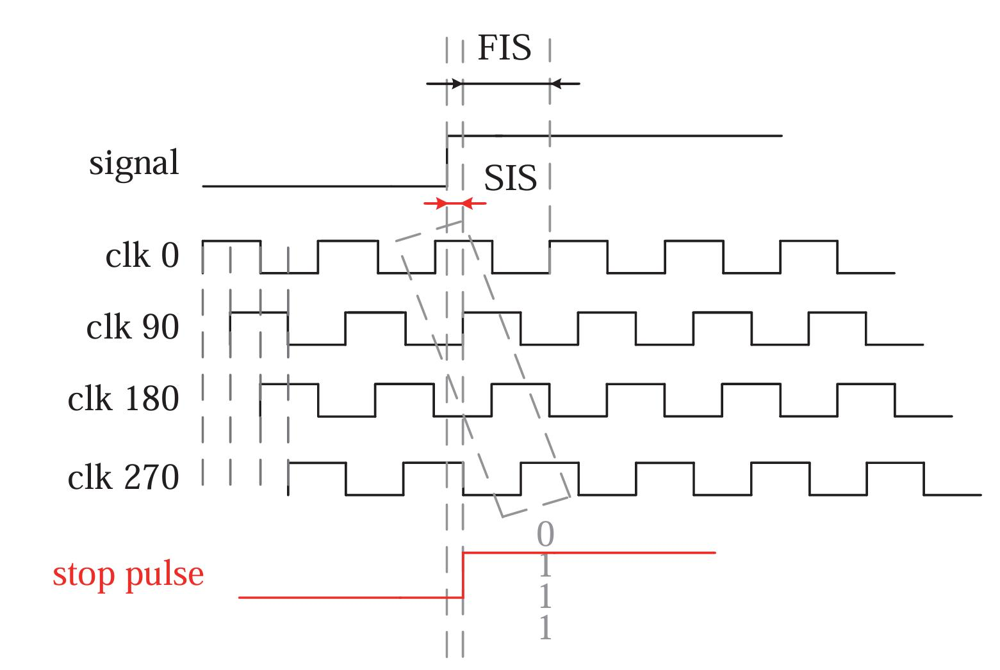 FIS
signal
SIS
clk 0
clk 90
clk 180
clk 270
0
stop pulse
1
1
1